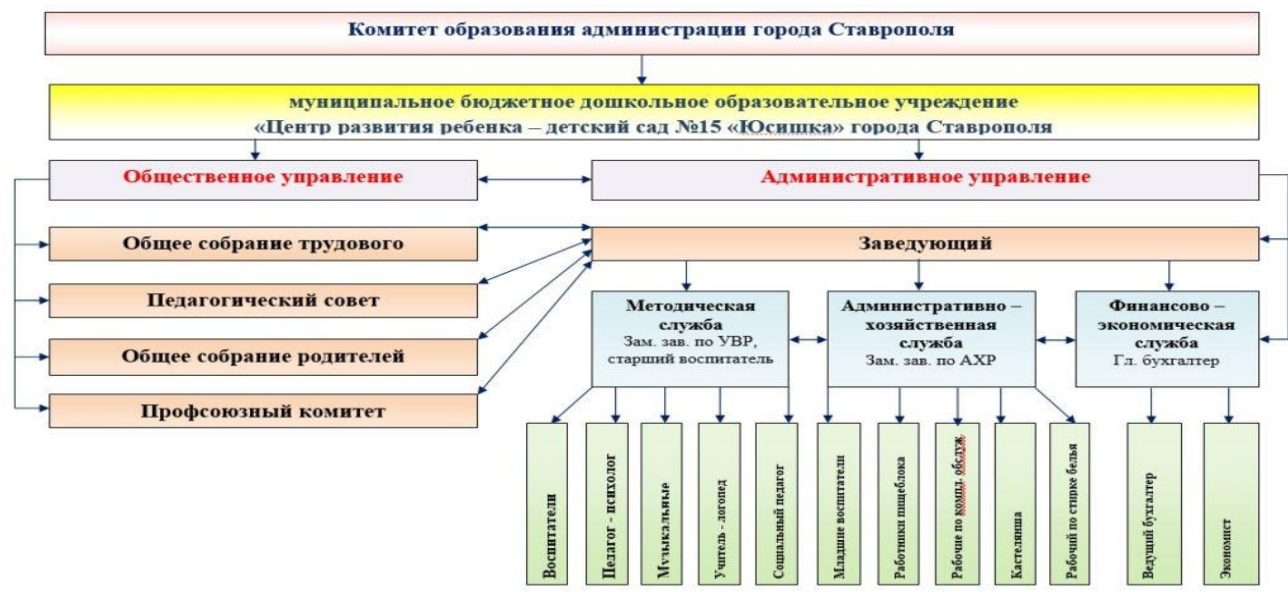 Комитет образования администрации города Ставрополя
муниципальное бюджетное дошкольное образовательное учреждение
«Центр развития ребенка – детский сад №15 «Юсишка» города Ставрополя
Общественное управление
Административное управление
Общее собрание трудового
Педагогический совет
Общее собрание родителей
Профсоюзный комитет
Заведующий
Методическая
служба
Зам. зав. по УВР,
старший воспитатель
Административно –
хозяйственная
служба
Зам. зав. по АХР
Финансово –
экономическая
служба
Гл. бухгалтер
Воспитатели
Педагог - психолог
Музыкальные
Учитель - логопед
Социальный педагог
Младшие воспитатели
Работники пищеблока
Рабочие по компл. обслуж
Кастелянша
Рабочий по стирке белья
Ведущий бухгалтер
Экономист